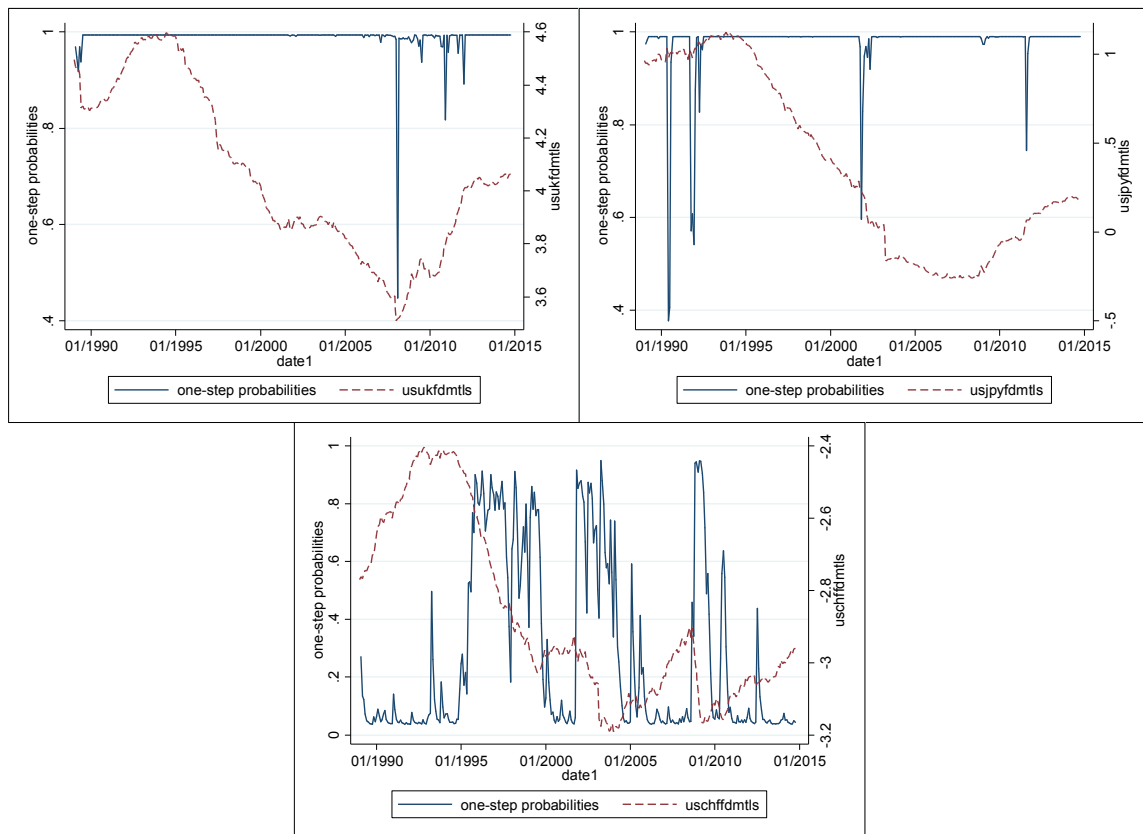 one-step probabilities
1
.8
.6
.4
4.6
4.4
4.2
4
3.8
3.6
usukfdmtls
01/1990 01/1995 01/2000 01/2005 01/2010 01/2015
date1
one-step probabilities usukfdmtls
one-step probabilities
1
.8
.6
.4
1
.5
0
-.5
usjpyfdmtls
01/1990 01/1995 01/2000 01/2005 01/2010 01/2015
date1
one-step probabilities usjpyfdmtls
one-step probabilities
1
.8
.6
.4
.2
0
-2.4
-2.6
-2.8
-3
-3.2
uschffdmtls
01/1990 01/1995 01/2000 01/2005 01/2010 01/2015
date1
one-step probabilities uschffdmtls